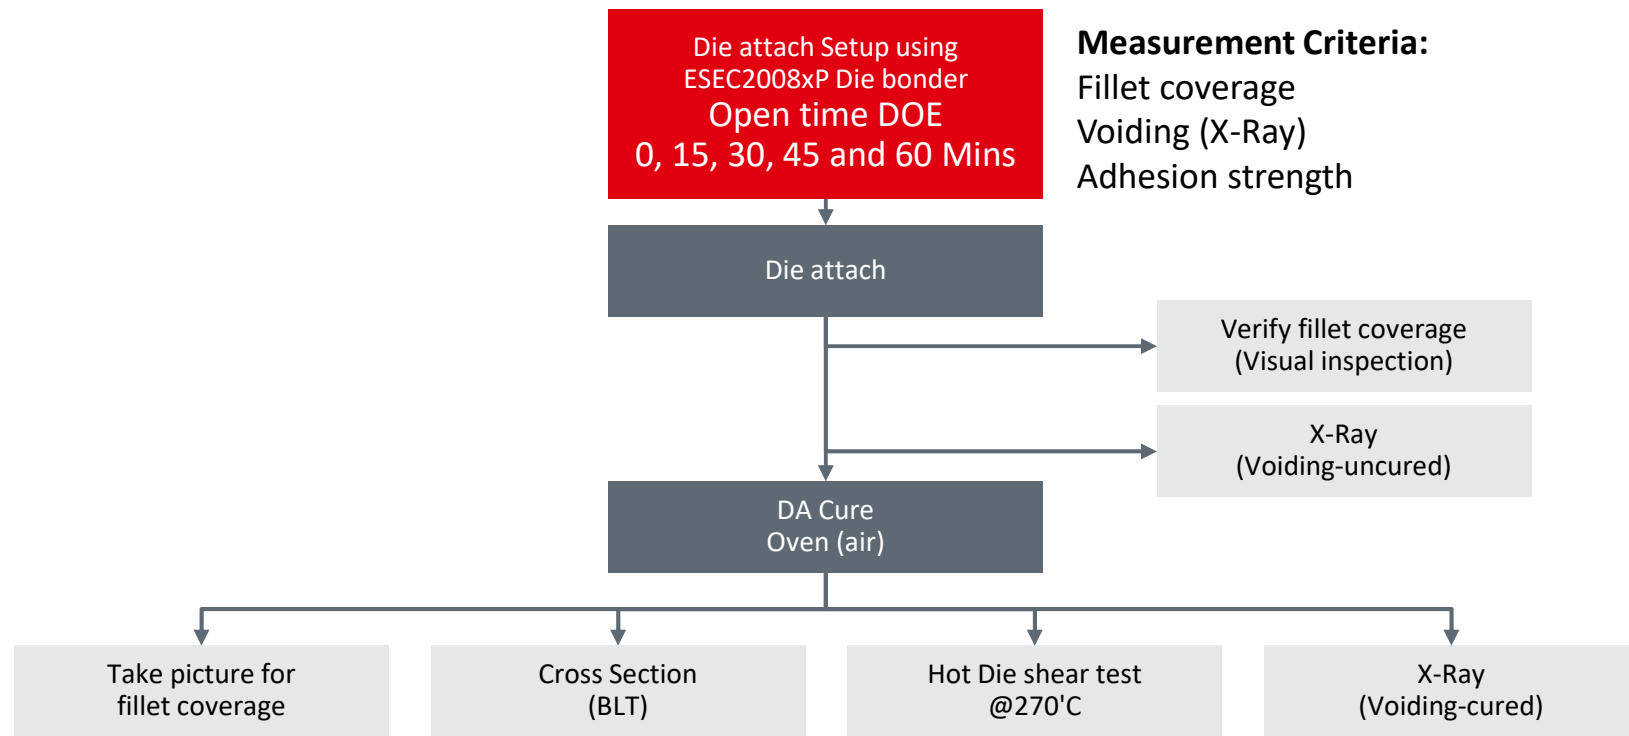 Die attach Setup using
ESEC2008xP Die bonder
Open time DOE
0, 15, 30, 45 and 60 Mins
Measurement Criteria:
Fillet coverage
Voiding (X-Ray)
Adhesion strength
Die attach
Verify fillet coverage
(Visual inspection)
X-Ray
(Voiding-uncured)
DA Cure
Oven (air)
Take picture for
fillet coverage
Cross Section
(BLT)
Hot Die shear test
@270'C
X-Ray
(Voiding-cured)